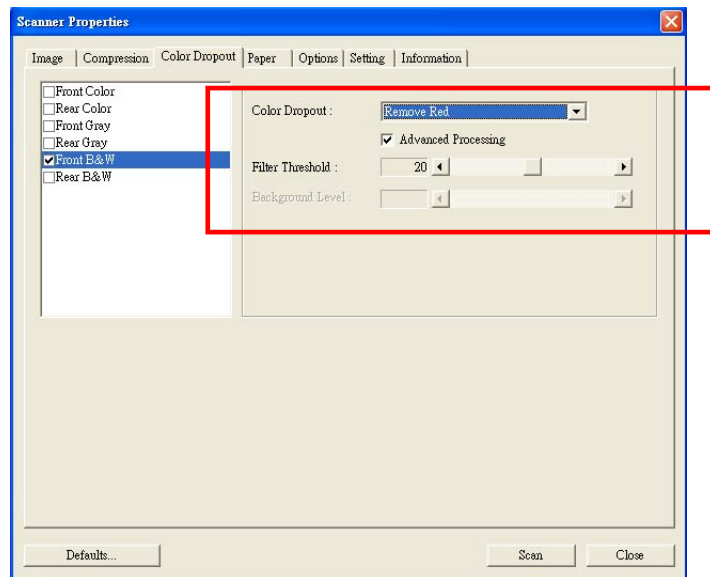 Scanner Properties
Image Compression Color Dropout Paper Options Setting Information
Front Color
Rear Color
Front Gray
Rear Gray
Front B&W
Rear B&W
Color Dropout :
Remove Red
Advanced Processing
Filter Threshold :
20
Background Level :
Defaults...
Scan
Close